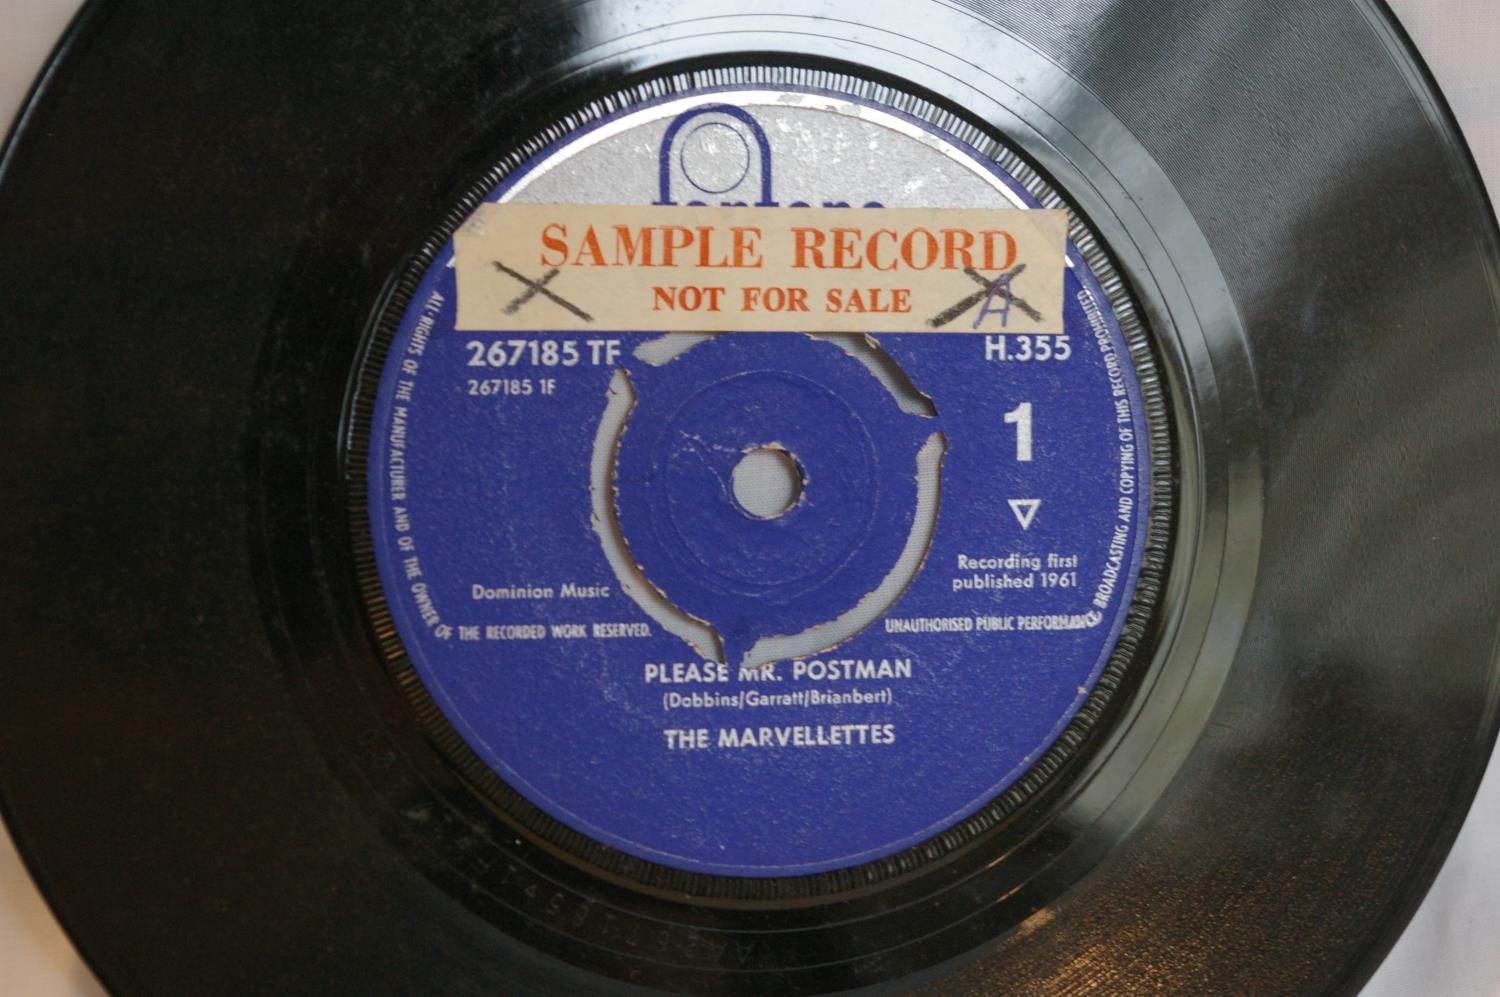 SAMPLE RECORD
NOT FOR SALE
A
267185 TF
H.355
267185 1F
1
Recording first
published 1961
Dominion Music
ALL RIGHTS OF THE MANUFACTURER AND OF THE OWNER OF THE RECORDED WORK RESERVED.
UNAUTHORISED PUBLIC PERFORMANCE BROADCASTING AND COPYING OF THIS RECORD PROHIBITED
PLEASE MR. POSTMAN
(Dobbins/Garratt/Brianbert)
THE MARVELLETTES